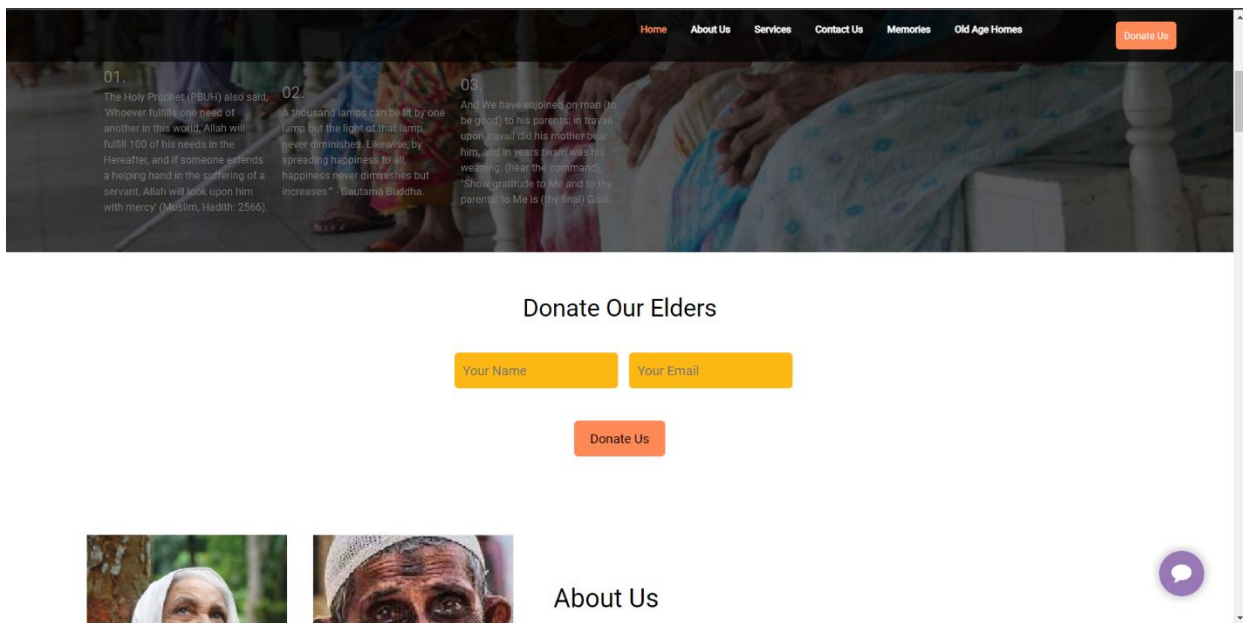 Home About Us Services Contact Us Memories Old Age Homes Donate Us
01.
The Holy Prophet (PBUH) also said,
'Whoever fulfills one need of
another in this world, Allah will
fulfill 100 of his needs in the
Hereafter, and if someone extends
a helping hand in the suffering of a
servant, Allah will look upon him
with mercy' (Muslim, Hadith: 2566).
02.
A thousand lamps can be lit by one
lamp but the light of that lamp
never diminishes. Likewise, by
spreading happiness to all,
happiness never diminishes but
increases." - Gautama Buddha.
03.
And We have enjoined on man (to
be good) to his parents: in travail
upon travail did his mother bear
him, and in years twain was his
weaning: (hear the command),
"Show gratitude to Me and to thy
parents: to Me is (thy final) Goal.
Donate Our Elders
Your Name Your Email
Donate Us
About Us